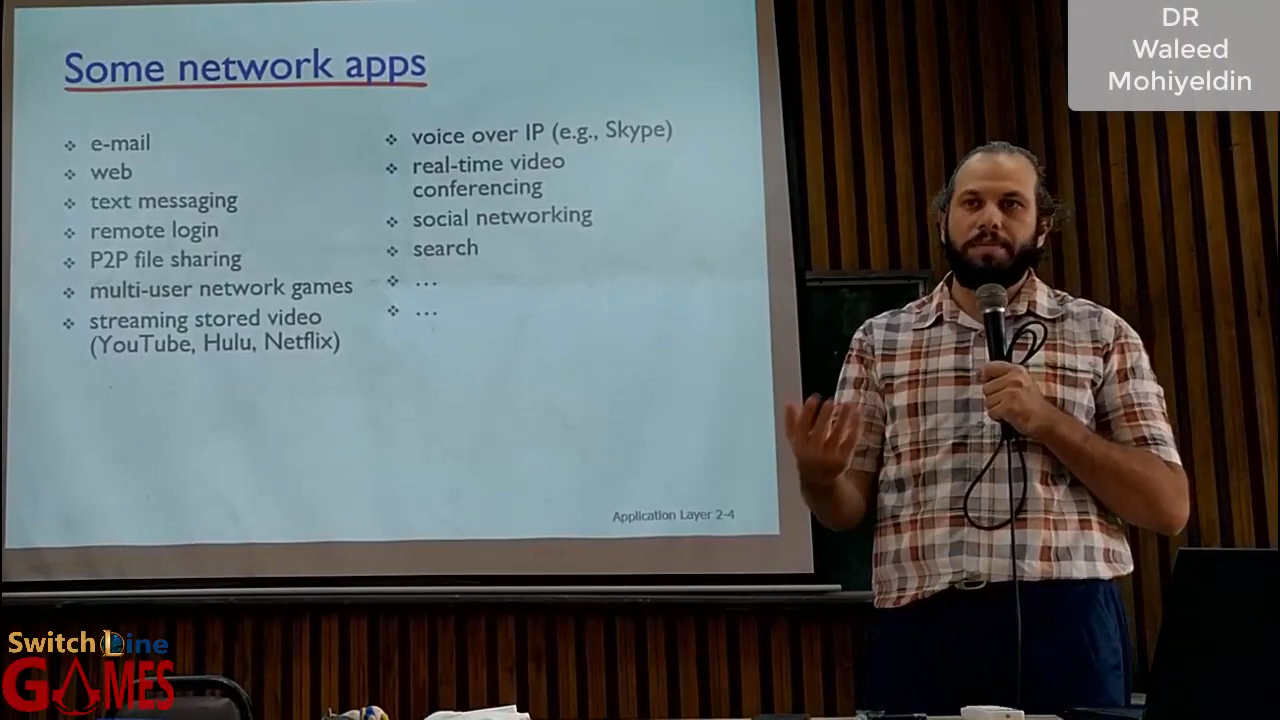 Some network apps
e-mail
web
text messaging
remote login
P2P file sharing
multi-user network games
streaming stored video
(YouTube, Hulu, Netflix)
voice over IP (e.g., Skype)
real-time video
conferencing
social networking
search
…
…
Application Layer 2-4
DR
Waleed
Mohiyeldin
Switch Line
GAMES